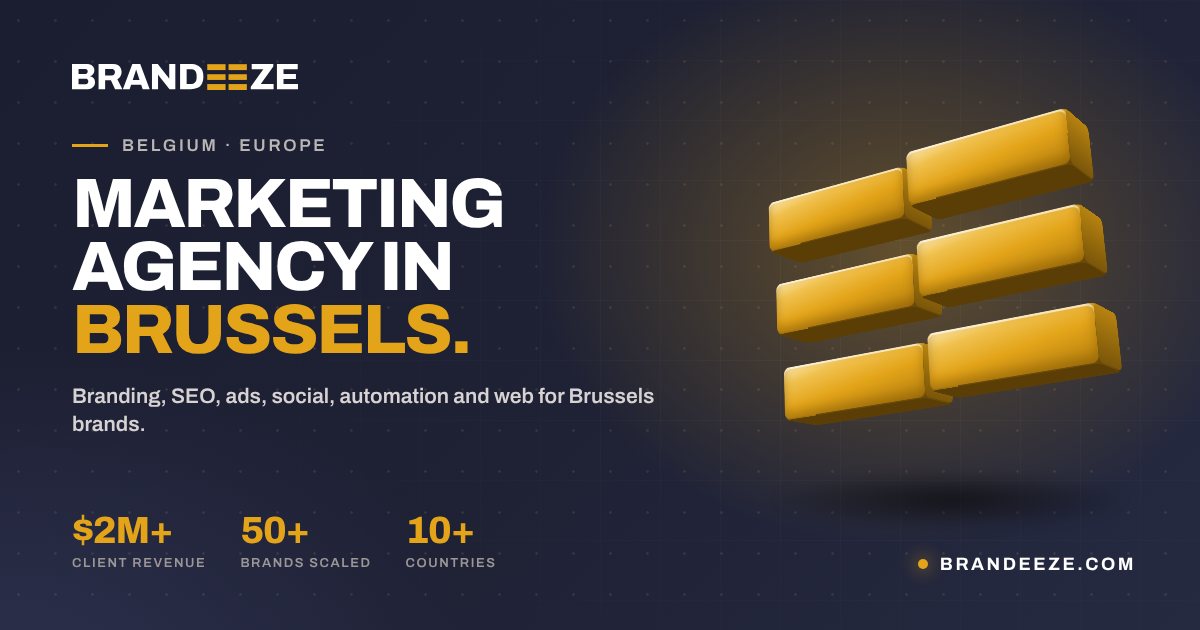 BRANDEEZE
BELGIUM · EUROPE
MARKETING
AGENCY IN
BRUSSELS.
Branding, SEO, ads, social, automation and web for Brussels
brands.
$2M+ 50+ 10+
CLIENT REVENUE BRANDS SCALED COUNTRIES
BRANDEEZE.COM